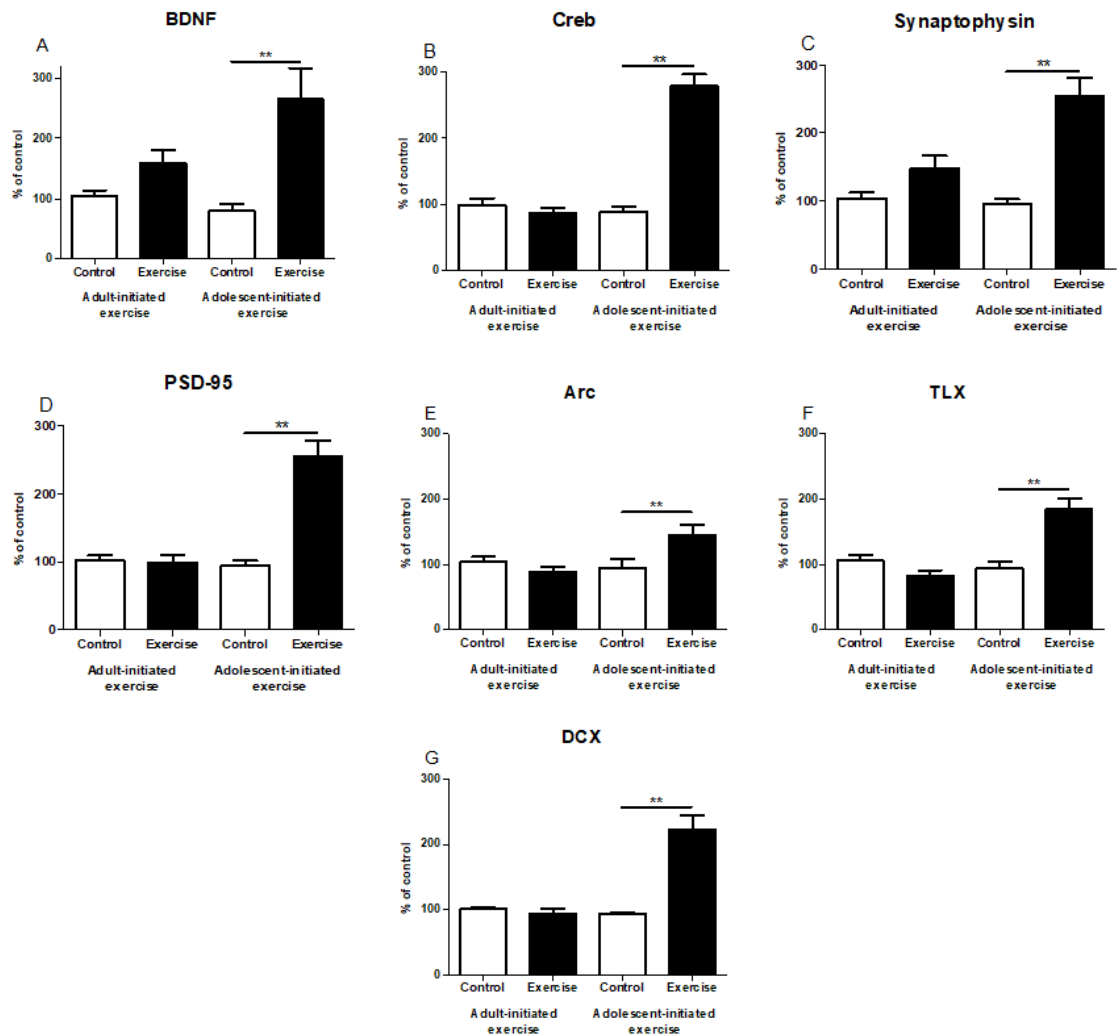 BDNF
A
**
300
200
100
0
% of control
Control Exercise Control Exercise
Adult-initiated Adolescent-initiated
exercise exercise
Creb
B
**
300
200
100
0
% of control
Control Exercise Control Exercise
Adult-initiated Adolescent-initiated
exercise exercise
Synaptophysin
C
**
300
200
100
0
% of control
Control Exercise Control Exercise
Adult-initiated Adolescent-initiated
exercise exercise
PSD-95
D
**
300
200
100
0
% of control
Control Exercise Control Exercise
Adult-initiated Adolescent-initiated
exercise exercise
Arc
E
**
300
200
100
0
% of control
Control Exercise Control Exercise
Adult-initiated Adolescent-initiated
exercise exercise
TLX
F
**
300
200
100
0
% of control
Control Exercise Control Exercise
Adult-initiated Adolescent-initiated
exercise exercise
DCX
G
**
300
200
100
0
% of control
Control Exercise Control Exercise
Adult-initiated Adolescent-initiated
exercise exercise